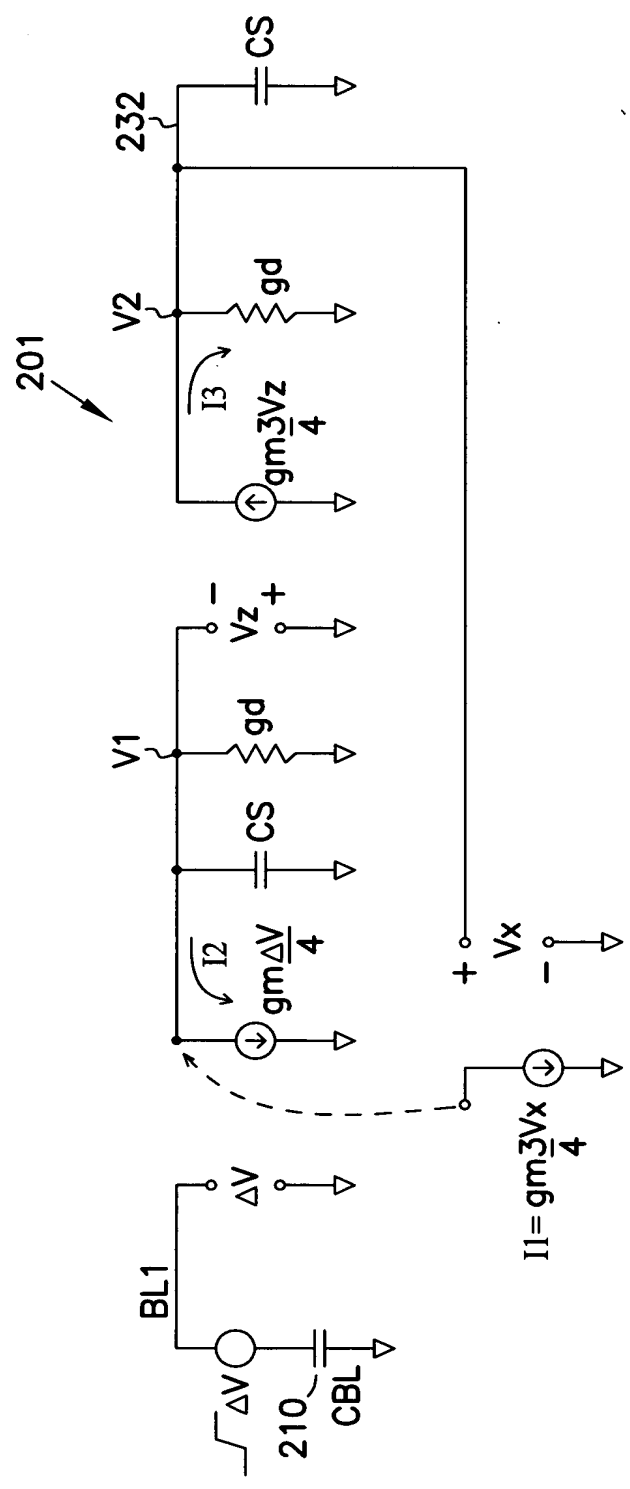 201
BL1
ΔV
ΔV
210
CBL
V1
I2
gmΔV
4
CS
gd
−
Vz
+
V2
232
I3
gm3Vz
4
gd
CS
I1= gm3Vx
4
+
Vx
−